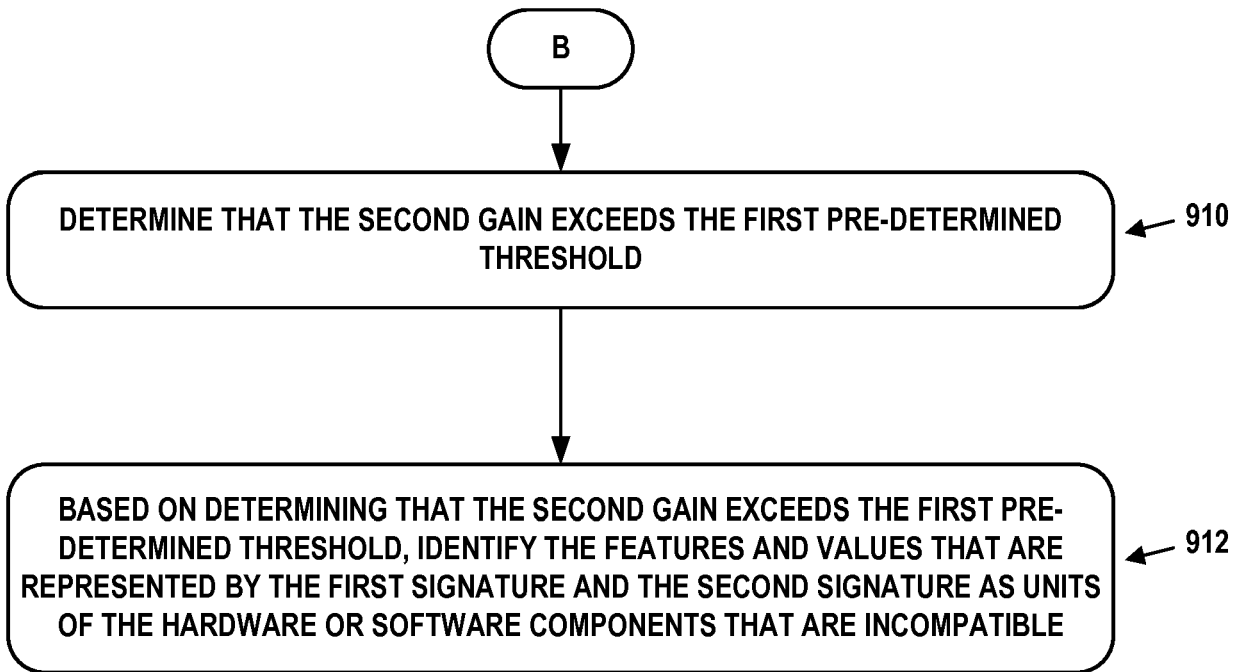 B
DETERMINE THAT THE SECOND GAIN EXCEEDS THE FIRST PRE-DETERMINED
THRESHOLD
910
BASED ON DETERMINING THAT THE SECOND GAIN EXCEEDS THE FIRST PRE-
DETERMINED THRESHOLD, IDENTIFY THE FEATURES AND VALUES THAT ARE
REPRESENTED BY THE FIRST SIGNATURE AND THE SECOND SIGNATURE AS UNITS
OF THE HARDWARE OR SOFTWARE COMPONENTS THAT ARE INCOMPATIBLE
912